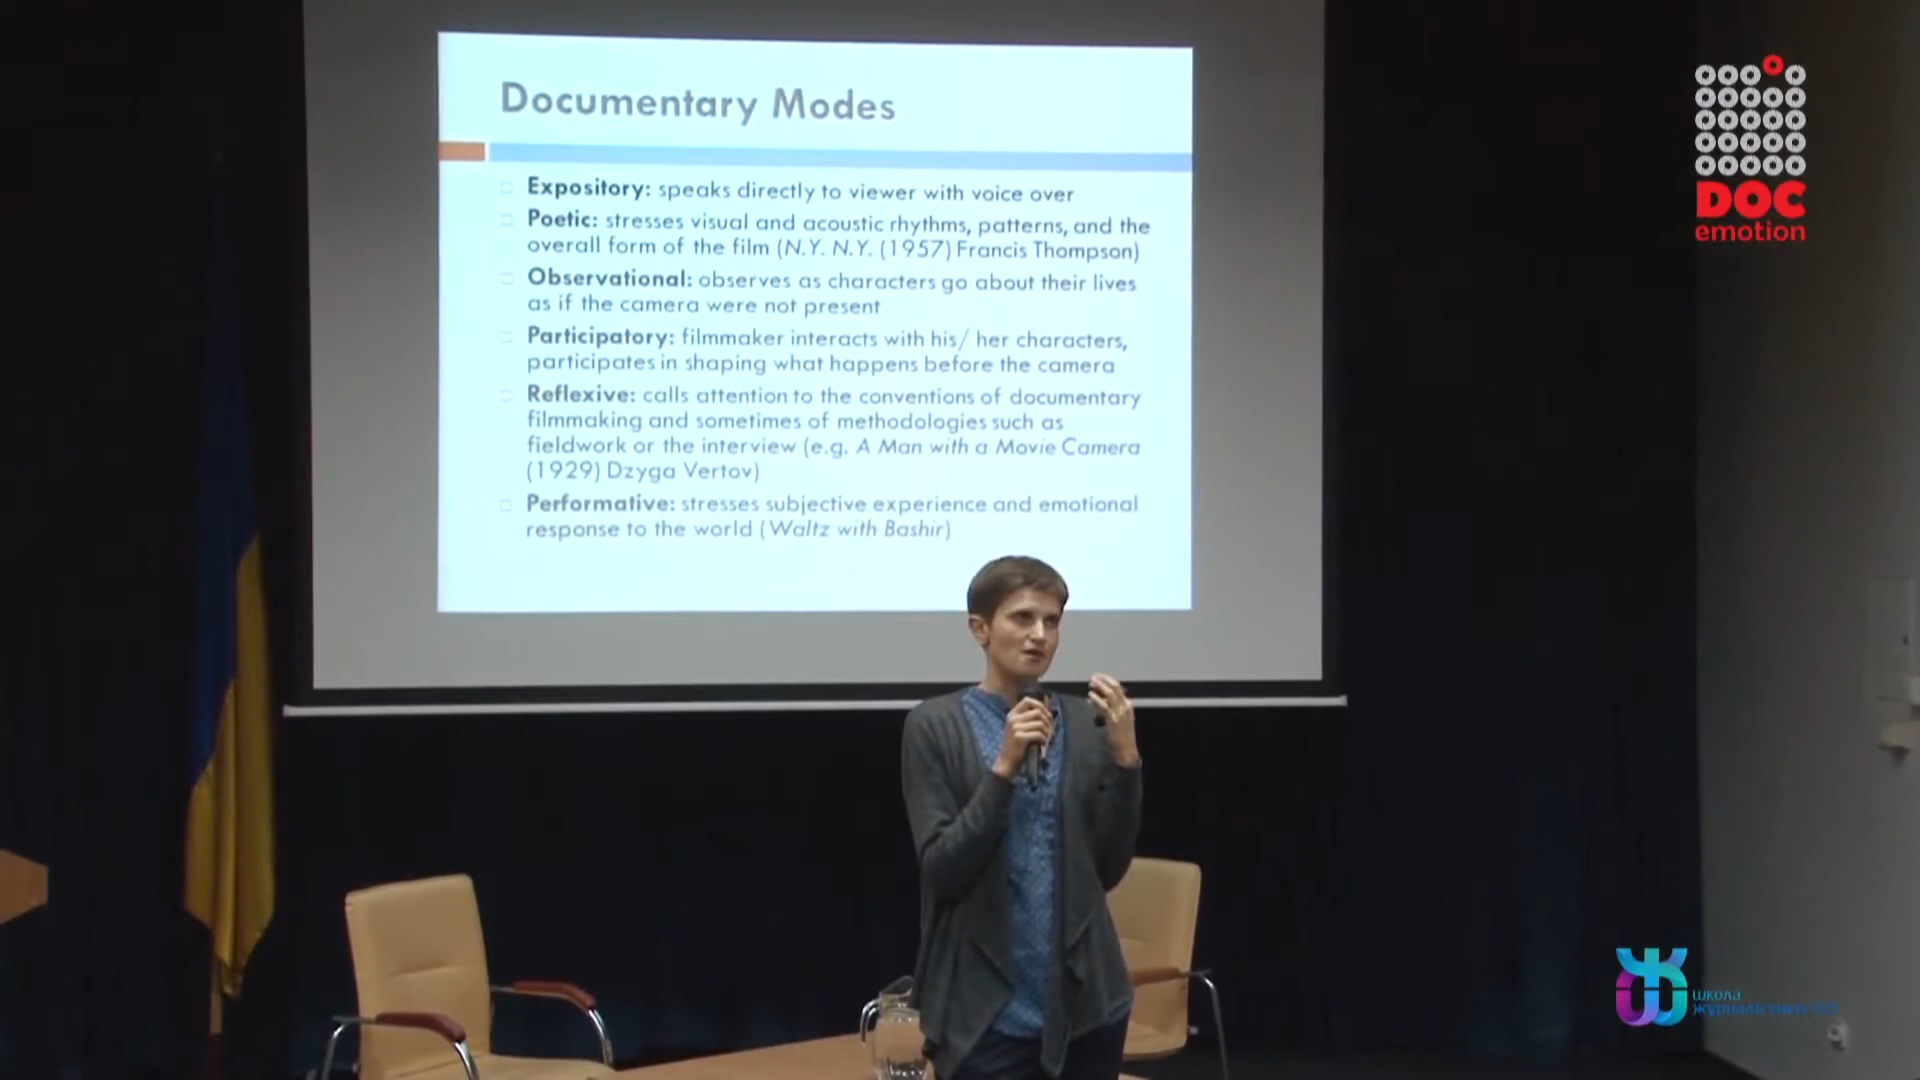 Documentary Modes
Expository: speaks directly to viewer with voice over
Poetic: stresses visual and acoustic rhythms, patterns, and the
overall form of the film (N.Y. N.Y. (1957) Francis Thompson)
Observational: observes as characters go about their lives
as if the camera were not present
Participatory: filmmaker interacts with his/ her characters,
participates in shaping what happens before the camera
Reflexive: calls attention to the conventions of documentary
filmmaking and sometimes of methodologies such as
fieldwork or the interview (e.g. A Man with a Movie Camera
(1929) Dzyga Vertov)
Performative: stresses subjective experience and emotional
response to the world (Waltz with Bashir)
DOC
emotion
школа